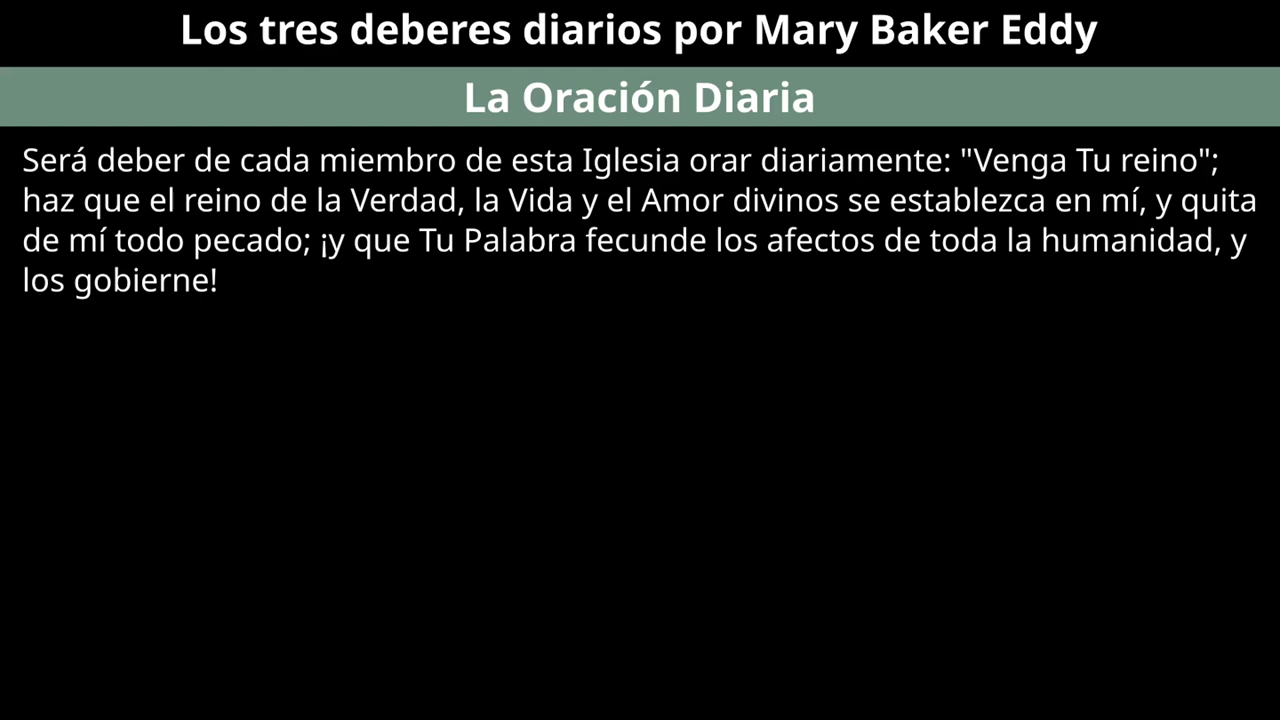 Los tres deberes diarios por Mary Baker Eddy
La Oración Diaria
Será deber de cada miembro de esta Iglesia orar diariamente: "Venga Tu reino";
haz que el reino de la Verdad, la Vida y el Amor divinos se establezca en mí, y quita
de mí todo pecado; ¡y que Tu Palabra fecunde los afectos de toda la humanidad, y
los gobierne!